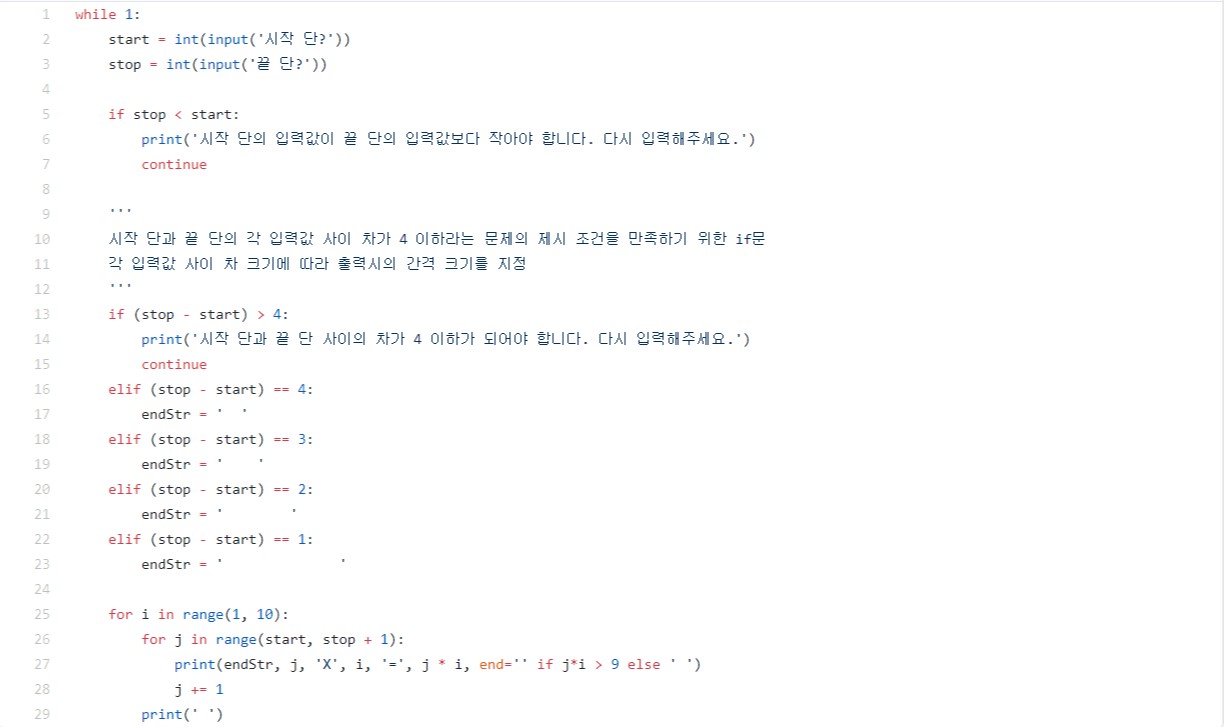 1 while 1:
2     start = int(input('시작 단?'))
3     stop = int(input('끝 단?'))
4
5     if stop < start:
6         print('시작 단의 입력값이 끝 단의 입력값보다 작아야 합니다. 다시 입력해주세요.')
7         continue
8
9     '''
10     시작 단과 끝 단의 각 입력값 사이 차가 4 이하라는 문제의 제시 조건을 만족하기 위한 if문
11     각 입력값 사이 차 크기에 따라 출력시의 간격 크기를 지정
12     '''
13     if (stop - start) > 4:
14         print('시작 단과 끝 단 사이의 차가 4 이하가 되어야 합니다. 다시 입력해주세요.')
15         continue
16     elif (stop - start) == 4:
17         endStr = '  '
18     elif (stop - start) == 3:
19         endStr = '    '
20     elif (stop - start) == 2:
21         endStr = '        '
22     elif (stop - start) == 1:
23         endStr = '              '
24
25     for i in range(1, 10):
26         for j in range(start, stop + 1):
27             print(endStr, j, 'X', i, '=', j * i, end='' if j*i > 9 else ' ')
28             j += 1
29         print(' ')